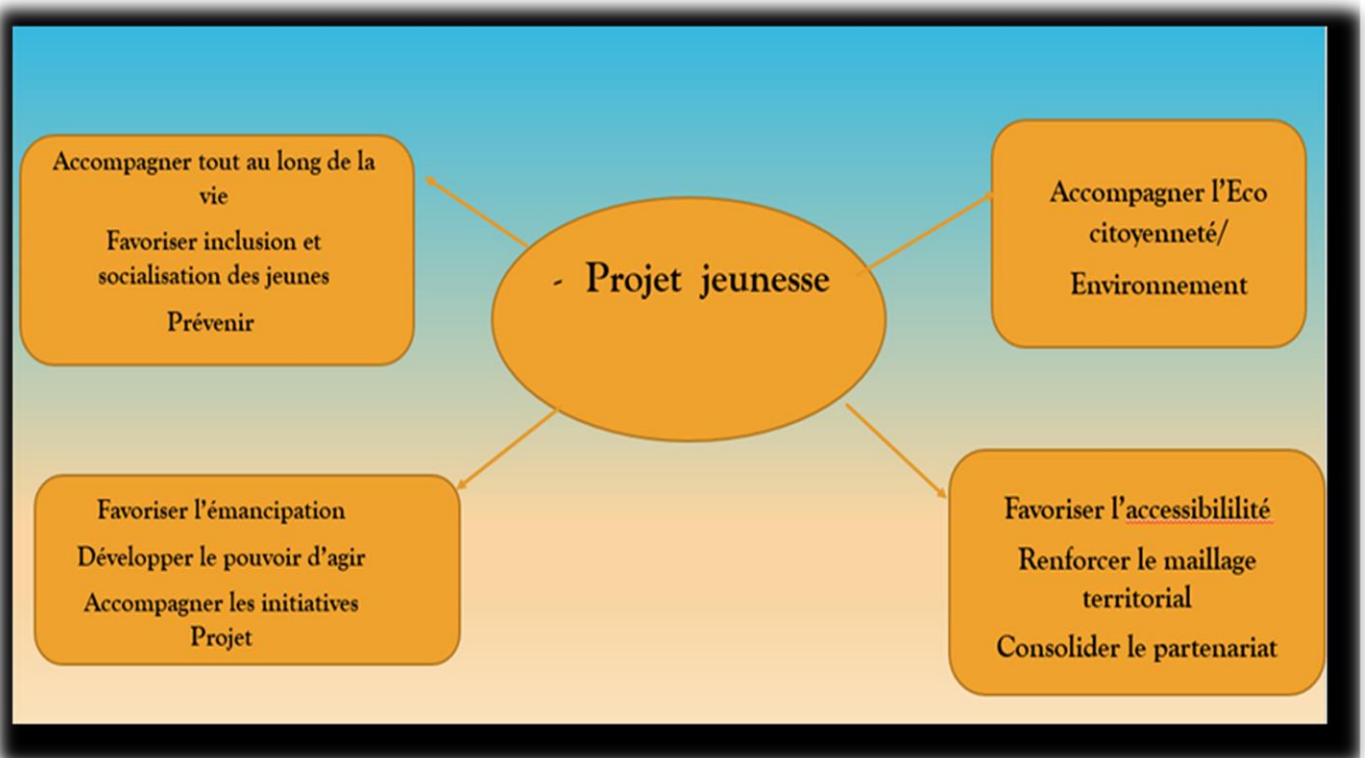 Accompagner tout au long de la
vie
Favoriser inclusion et
socialisation des jeunes
Prévenir
- Projet jeunesse
Accompagner l’Eco
citoyenneté/
Environnement
Favoriser l’émancipation
Développer le pouvoir d’agir
Accompagner les initiatives
Projet
Favoriser l’accessibililité
Renforcer le maillage
territorial
Consolider le partenariat